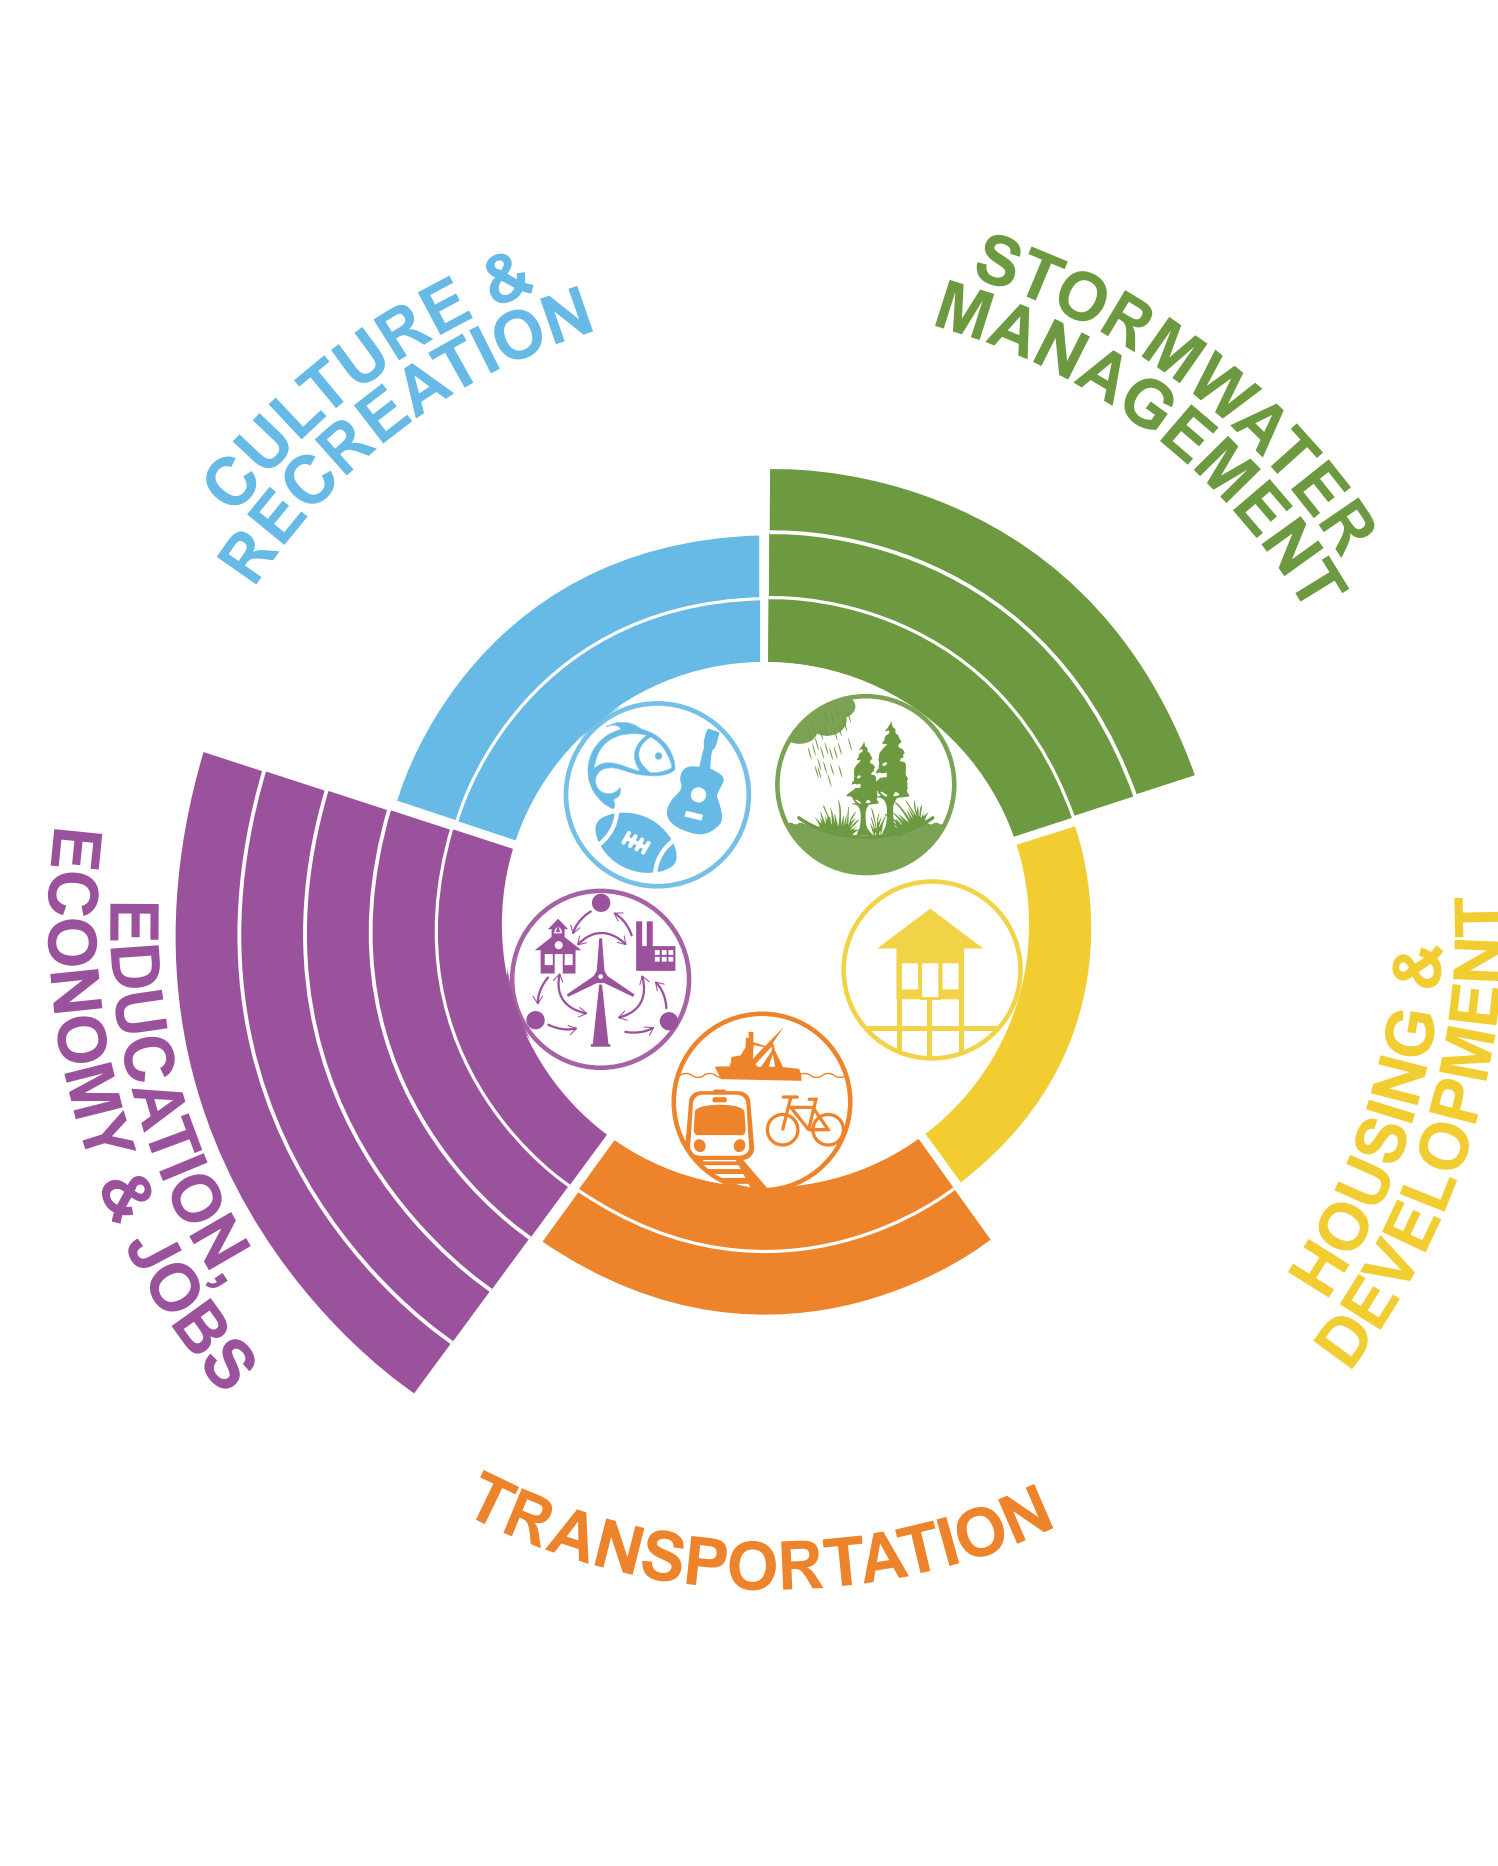 CULTURE &
RECREATION
STORMWATER
MANAGEMENT
EDUCATION,
ECONOMY & JOBS
HOUSING &
DEVELOPMENT
TRANSPORTATION